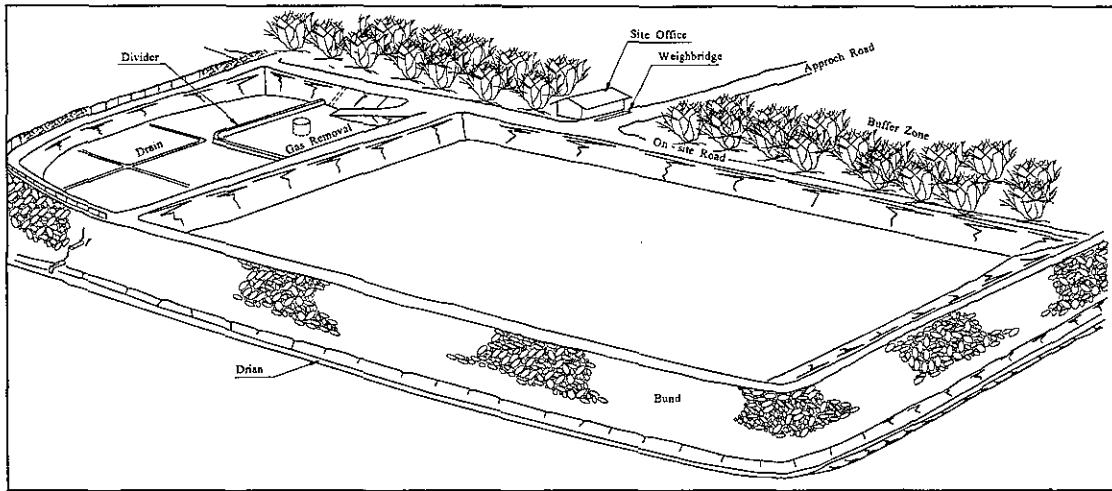 Site Office
Weighbridge
Divider
Approch Road
Buffer Zone
Drain
Gas Removal
On - site Road
Drian
Bund